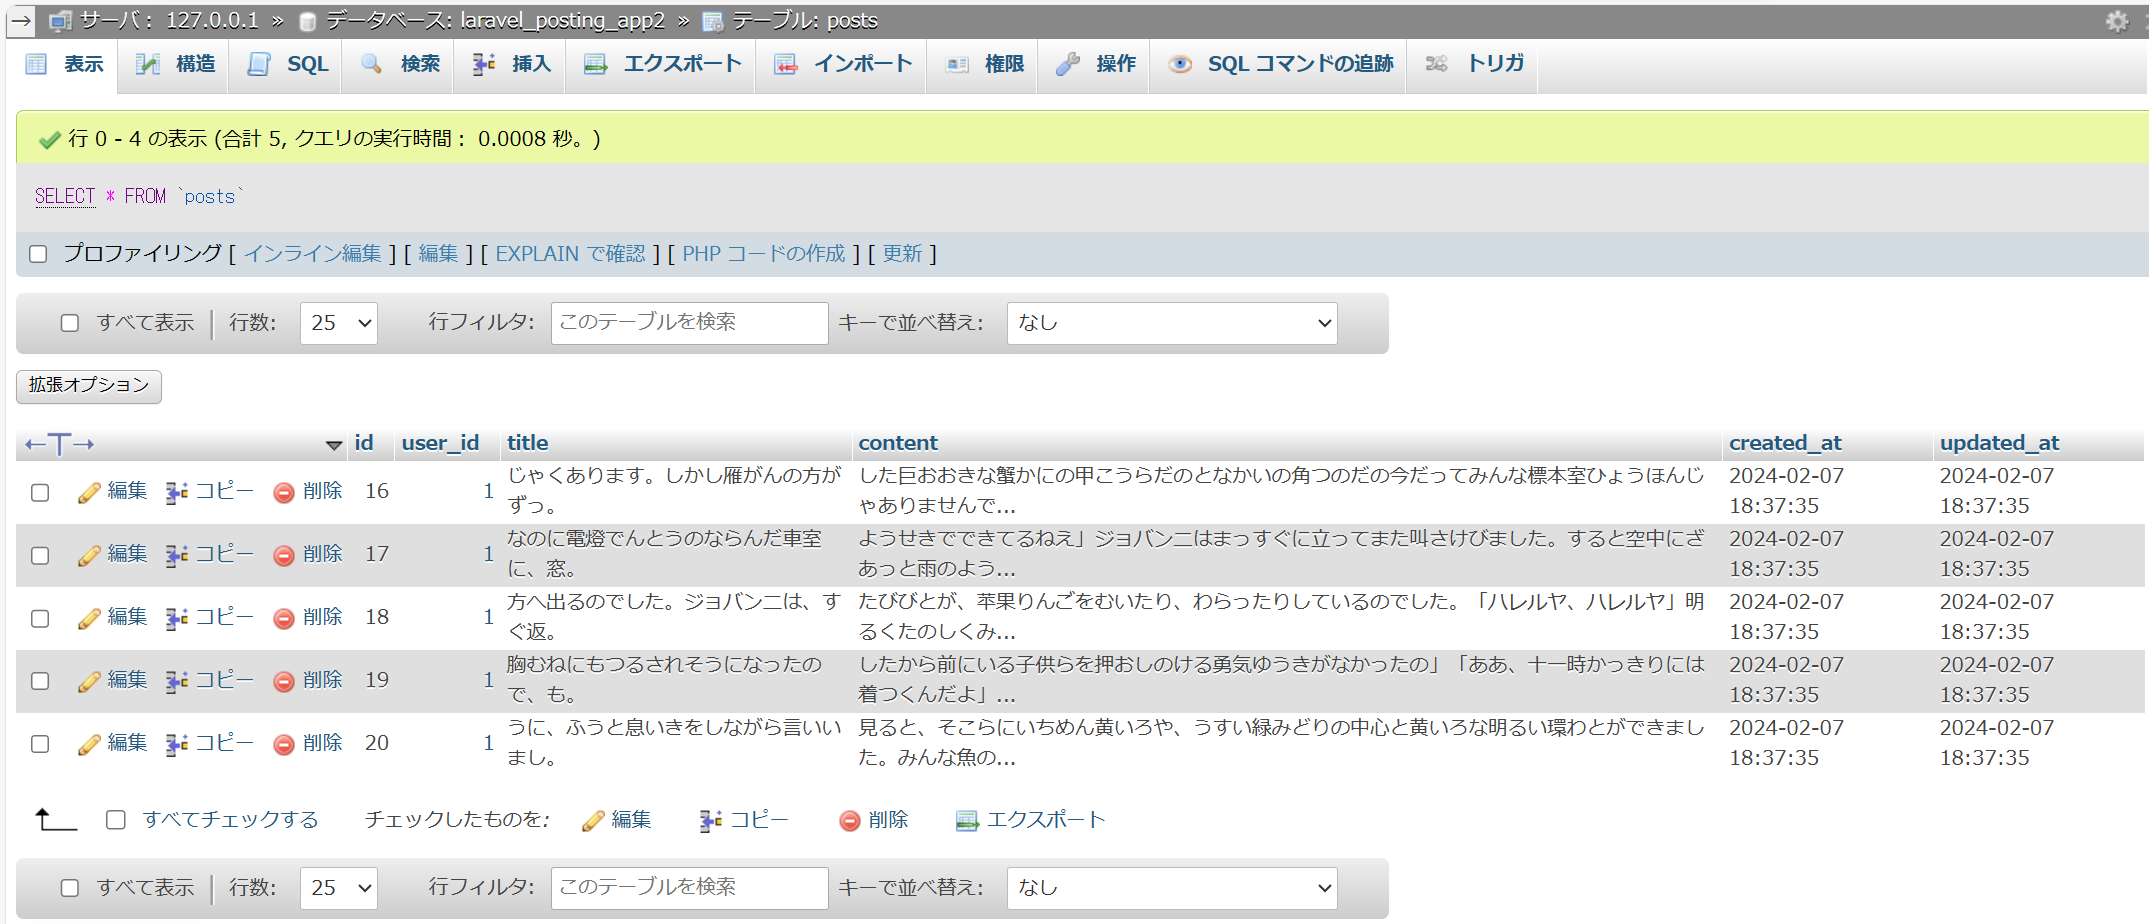 サーバ： 127.0.0.1 » データベース: laravel_posting_app2 » テーブル: posts
表示 構造 SQL 検索 挿入 エクスポート インポート 権限 操作 SQL コマンドの追跡 トリガ
行 0 - 4 の表示 (合計 5, クエリの実行時間： 0.0008 秒。)
SELECT * FROM `posts`
プロファイリング [ インライン編集 ] [ 編集 ] [ EXPLAIN で確認 ] [ PHP コードの作成 ] [ 更新 ]
すべて表示 行数: 25 行フィルタ: このテーブルを検索 キーで並べ替え: なし
拡張オプション
←T→ id user_id title content created_at updated_at
編集 コピー 削除 16 1 じゃくあります。しかし雁がんの方が した巨おおきな蟹かにの甲こうらだのとなかいの角つのだの今だってみんな標本室ひょうほんじ 2024-02-07 2024-02-07
ずっ。 ゃありませんで... 18:37:35 18:37:35
編集 コピー 削除 17 1 なのに電燈でんとうのならんだ車室 ようせきでできてるねえ」ジョバンニはまっすぐに立ってまた叫さけびました。すると空中にざ 2024-02-07 2024-02-07
に、窓。 あっと雨のよう... 18:37:35 18:37:35
編集 コピー 削除 18 1 方へ出るのでした。ジョバンニは、す たびびとが、苹果りんごをむいたり、わらったりしているのでした。「ハレルヤ、ハレルヤ」明 2024-02-07 2024-02-07
ぐ返。 るくたのしくみ... 18:37:35 18:37:35
編集 コピー 削除 19 1 胸むねにもつるされそうになったの したから前にいる子供らを押おしのける勇気ゆうきがなかったの」「ああ、十一時かっきりには 2024-02-07 2024-02-07
で、も。 着つくんだよ」... 18:37:35 18:37:35
編集 コピー 削除 20 1 うに、ふうと息いきをしながら言いい 見ると、そこらにいちめん黄いろや、うすい緑みどりの中心と黄いろな明るい環わとができまし 2024-02-07 2024-02-07
まし。 た。みんな魚の... 18:37:35 18:37:35
すべてチェックする チェックしたものを: 編集 コピー 削除 エクスポート
すべて表示 行数: 25 行フィルタ: このテーブルを検索 キーで並べ替え: なし